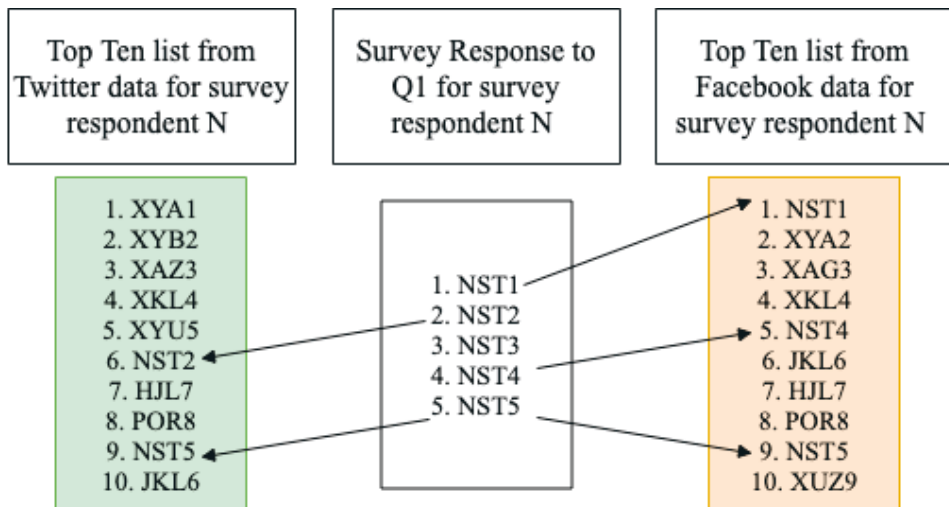 Top Ten list from
Twitter data for survey
respondent N
Survey Response to
Q1 for survey
respondent N
Top Ten list from
Facebook data for
survey respondent N
1. XYA1
2. XYB2
3. XAZ3
4. XKL4
5. XYU5
6. NST2
7. HJL7
8. POR8
9. NST5
10. JKL6
1. NST1
2. NST2
3. NST3
4. NST4
5. NST5
1. NST1
2. XYA2
3. XAG3
4. XKL4
5. NST4
6. JKL6
7. HJL7
8. POR8
9. NST5
10. XUZ9